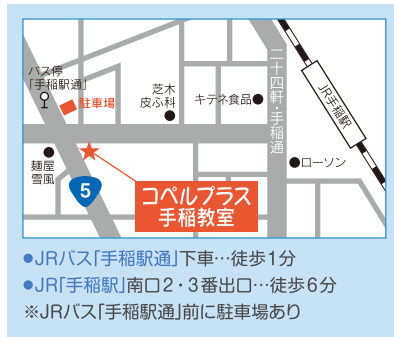 バス停
「手稲駅通」
駐車場
芝木
皮ふ科
キテネ食品
二十四軒・手稲通
JR手稲駅
ローソン
麺屋
雪風
5
コペルプラス
手稲教室
●JRバス「手稲駅通」下車…徒歩1分
●JR「手稲駅」南口2・3番出口…徒歩6分
※JRバス「手稲駅通」前に駐車場あり